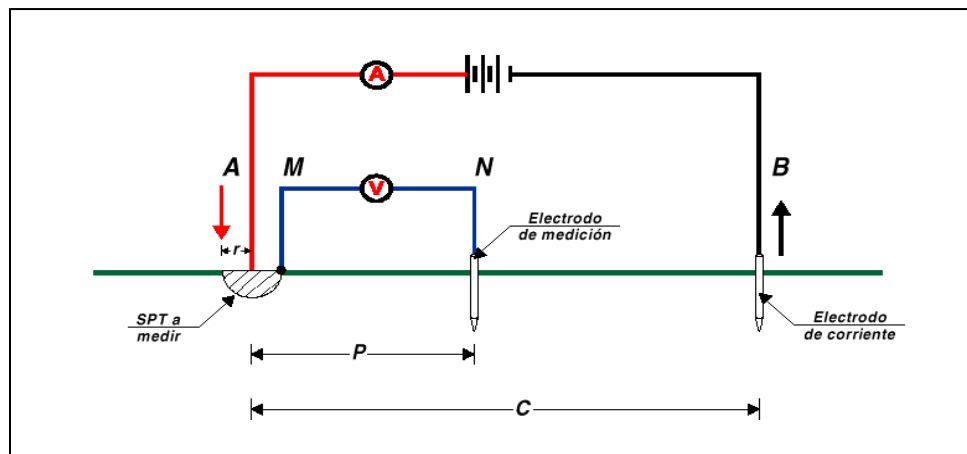 A
A
M
N
B
V
Electrodo
de medición
r
SPT a
medir
Electrodo
de corriente
P
C